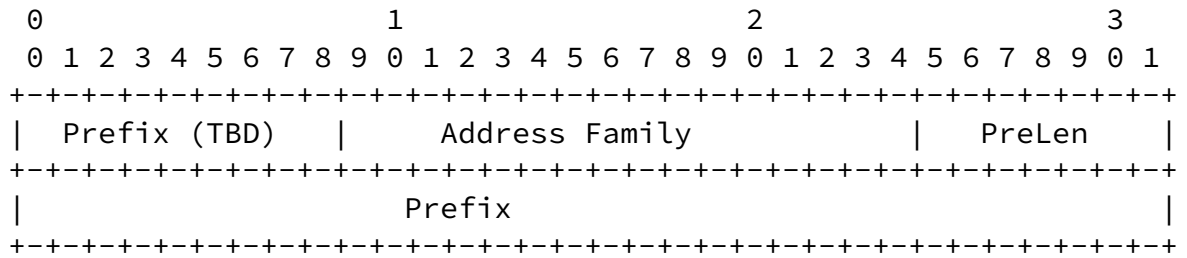 0                   1                   2                   3
 0 1 2 3 4 5 6 7 8 9 0 1 2 3 4 5 6 7 8 9 0 1 2 3 4 5 6 7 8 9 0 1
+-+-+-+-+-+-+-+-+-+-+-+-+-+-+-+-+-+-+-+-+-+-+-+-+-+-+-+-+-+-+-+-+
|  Prefix (TBD)   |     Address Family            |   PreLen    |
+-+-+-+-+-+-+-+-+-+-+-+-+-+-+-+-+-+-+-+-+-+-+-+-+-+-+-+-+-+-+-+-+
|                     Prefix                                    |
+-+-+-+-+-+-+-+-+-+-+-+-+-+-+-+-+-+-+-+-+-+-+-+-+-+-+-+-+-+-+-+-+